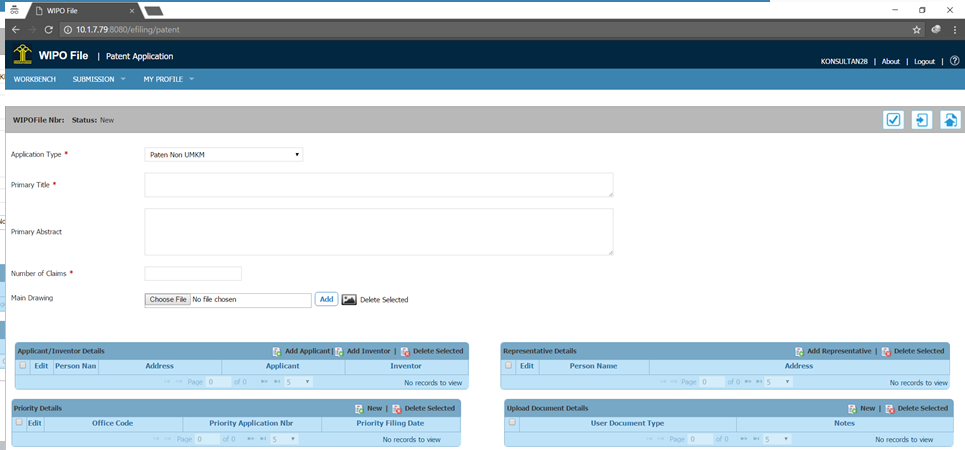 WIPO File
10.1.7.79:8080/efiling/patent
WIPO File | Patent Application
KONSULTAN28 | About | Logout |
WORKBENCH SUBMISSION MY PROFILE
WIPOFile Nbr: Status: New
Application Type * Paten Non UMKM
Primary Title *
Primary Abstract
Number of Claims *
Main Drawing Choose File No file chosen Add Delete Selected
Applicant/Inventor Details Add Applicant | Add Inventor | Delete Selected
Edit Person Nan Address Applicant Inventor
Page 0 of 0 5 No records to view
Representative Details Add Representative | Delete Selected
Edit Person Name Address
Page 0 of 0 5 No records to view
Priority Details New | Delete Selected
Edit Office Code Priority Application Nbr Priority Filing Date
Page 0 of 0 5 No records to view
Upload Document Details New | Delete Selected
User Document Type Notes
Page 0 of 0 5 No records to view